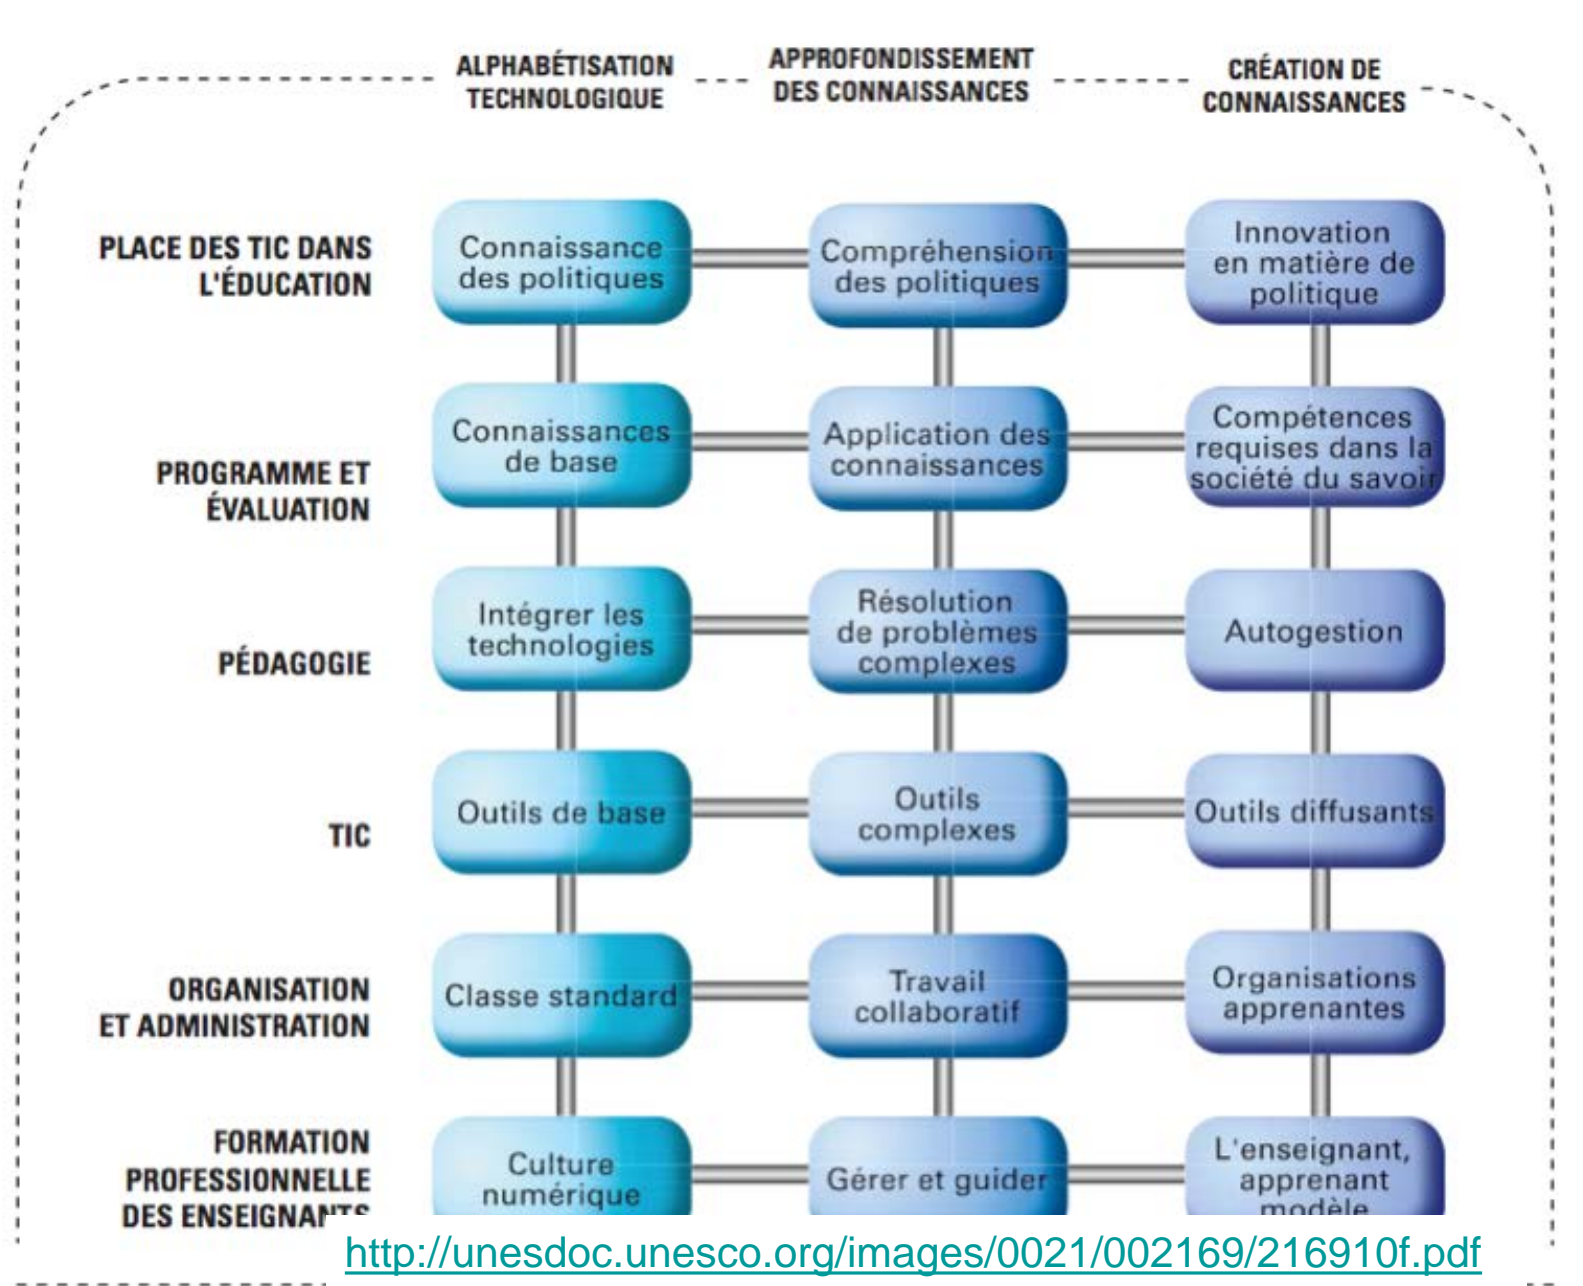 ALPHABÉTISATION
TECHNOLOGIQUE
APPROFONDISSEMENT
DES CONNAISSANCES
CRÉATION DE
CONNAISSANCES
PLACE DES TIC DANS
L'ÉDUCATION
Connaissance
des politiques
Compréhension
des politiques
Innovation
en matière de
politique
PROGRAMME ET
ÉVALUATION
Connaissances
de base
Application des
connaissances
Compétences
requises dans la
société du savoir
PÉDAGOGIE
Intégrer les
technologies
Résolution
de problèmes
complexes
Autogestion
TIC
Outils de base
Outils
complexes
Outils diffusants
ORGANISATION
ET ADMINISTRATION
Classe standard
Travail
collaboratif
Organisations
apprenantes
FORMATION
PROFESSIONNELLE
DES ENSEIGNANTS
Culture
numérique
Gérer et guider
L'enseignant,
apprenant
modèle
http://unesdoc.unesco.org/images/0021/002169/216910f.pdf